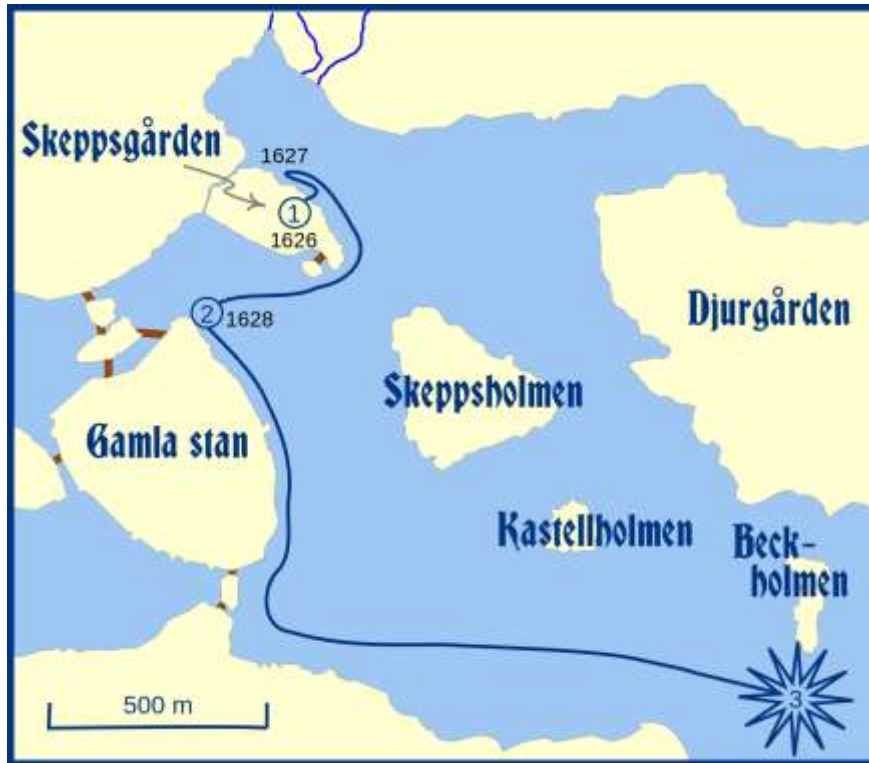 Skeppsgården
1627
1
1626
2
1628
Djurgården
Skeppsholmen
Gamla stan
Kastellholmen
Beck-
holmen
3
500 m